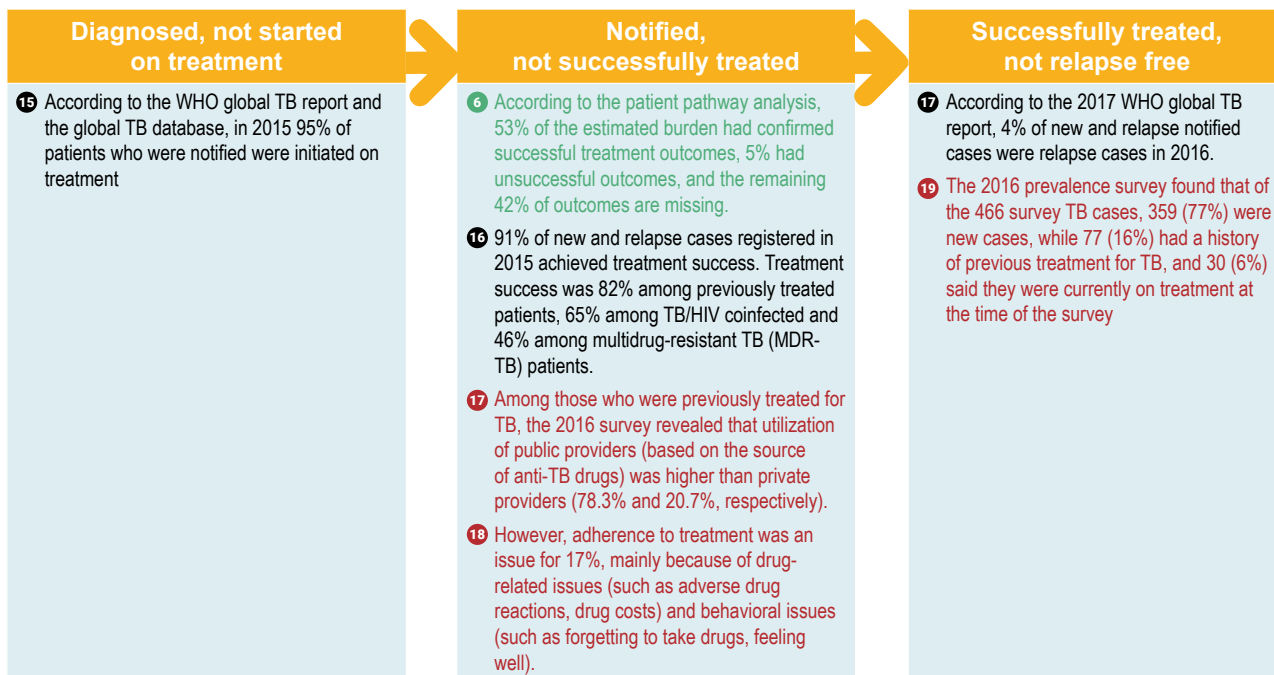 Diagnosed, not started
on treatment
15 According to the WHO global TB report and
the global TB database, in 2015 95% of
patients who were notified were initiated on
treatment
Notified,
not successfully treated
6 According to the patient pathway analysis,
53% of the estimated burden had confirmed
successful treatment outcomes, 5% had
unsuccessful outcomes, and the remaining
42% of outcomes are missing.
16 91% of new and relapse cases registered in
2015 achieved treatment success. Treatment
success was 82% among previously treated
patients, 65% among TB/HIV coinfected and
46% among multidrug-resistant TB (MDR-
TB) patients.
17 Among those who were previously treated for
TB, the 2016 survey revealed that utilization
of public providers (based on the source
of anti-TB drugs) was higher than private
providers (78.3% and 20.7%, respectively).
18 However, adherence to treatment was an
issue for 17%, mainly because of drug-
related issues (such as adverse drug
reactions, drug costs) and behavioral issues
(such as forgetting to take drugs, feeling
well).
Successfully treated,
not relapse free
17 According to the 2017 WHO global TB
report, 4% of new and relapse notified
cases were relapse cases in 2016.
19 The 2016 prevalence survey found that of
the 466 survey TB cases, 359 (77%) were
new cases, while 77 (16%) had a history
of previous treatment for TB, and 30 (6%)
said they were currently on treatment at
the time of the survey